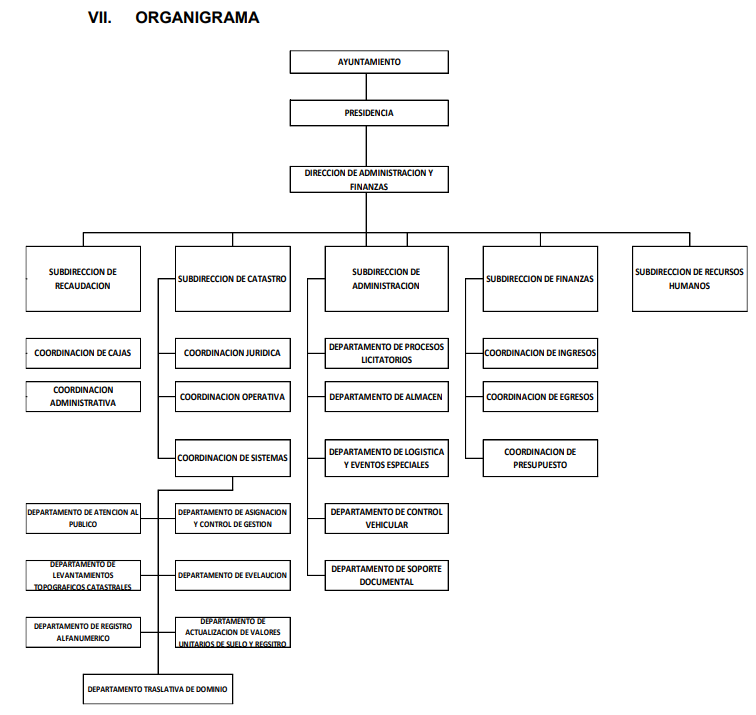 VII. ORGANIGRAMA
AYUNTAMIENTO
PRESIDENCIA
DIRECCION DE ADMINISTRACION Y
FINANZAS
SUBDIRECCION DE
RECAUDACION
SUBDIRECCION DE CATASTRO
SUBDIRECCION DE
ADMINISTRACION
SUBDIRECCION DE FINANZAS
SUBDIRECCION DE RECURSOS
HUMANOS
COORDINACION DE CAJAS
COORDINACION JURIDICA
DEPARTAMENTO DE PROCESOS
LICITATORIOS
COORDINACION DE INGRESOS
COORDINACION
ADMINISTRATIVA
COORDINACION OPERATIVA
DEPARTAMENTO DE ALMACEN
COORDINACION DE EGRESOS
COORDINACION DE SISTEMAS
DEPARTAMENTO DE LOGISTICA
Y EVENTOS ESPECIALES
COORDINACION DE
PRESUPUESTO
DEPARTAMENTO DE ATENCION AL
PUBLICO
DEPARTAMENTO DE ASIGNACION
Y CONTROL DE GESTION
DEPARTAMENTO DE CONTROL
VEHICULAR
DEPARTAMENTO DE
LEVANTAMIENTOS
TOPOGRAFICOS CATASTRALES
DEPARTAMENTO DE EVELAUCION
DEPARTAMENTO DE SOPORTE
DOCUMENTAL
DEPARTAMENTO DE REGISTRO
ALFANUMERICO
DEPARTAMENTO DE
ACTUALIZACION DE VALORES
UNITARIOS DE SUELO Y REGSITRO
DEPARTAMENTO TRASLATIVA DE DOMINIO